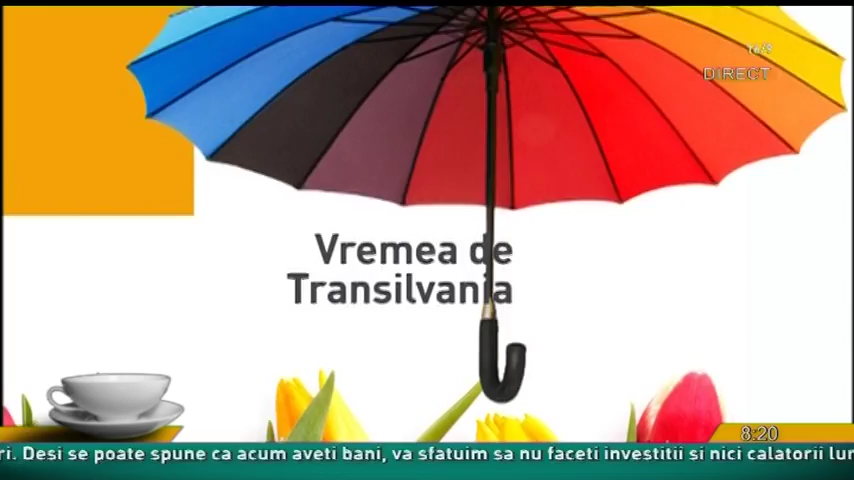 DIRECT
Vremea de
Transilvania
8:20
ri. Desi se poate spune ca acum aveti bani, va sfatuim sa nu faceti investitii si nici calatorii lun